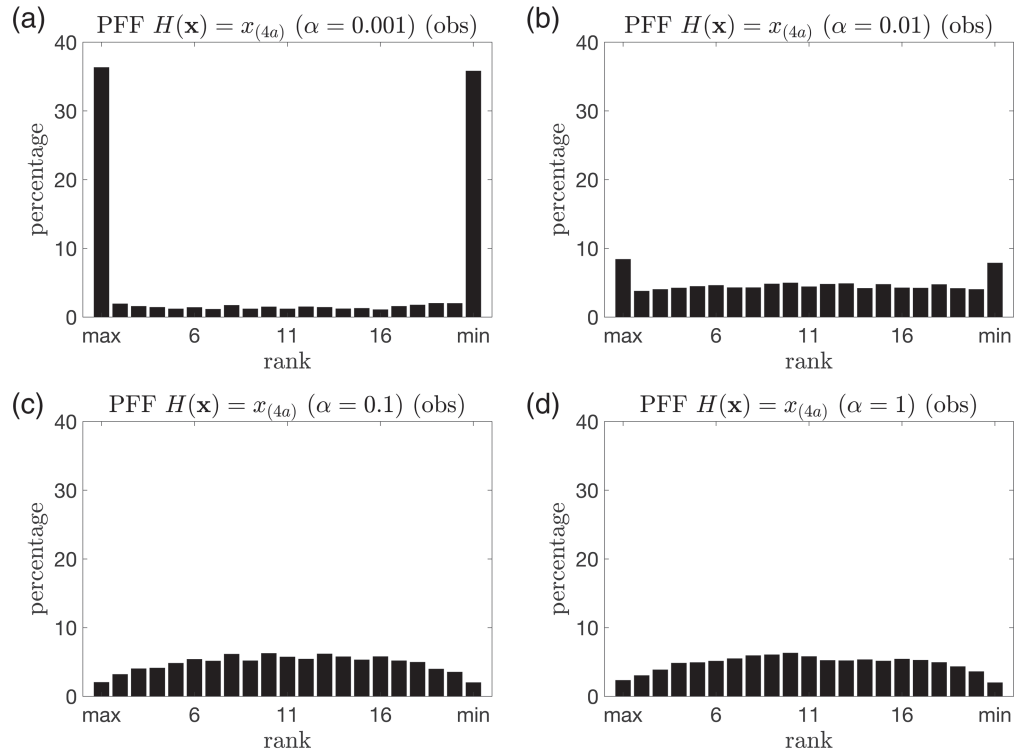 (a) PFF H(x) = x(4a) (α = 0.001) (obs)
40
30
20
10
0
percentage
max 6 11 16 min
rank
(b) PFF H(x) = x(4a) (α = 0.01) (obs)
40
30
20
10
0
percentage
max 6 11 16 min
rank
(c) PFF H(x) = x(4a) (α = 0.1) (obs)
40
30
20
10
0
percentage
max 6 11 16 min
rank
(d) PFF H(x) = x(4a) (α = 1) (obs)
40
30
20
10
0
percentage
max 6 11 16 min
rank